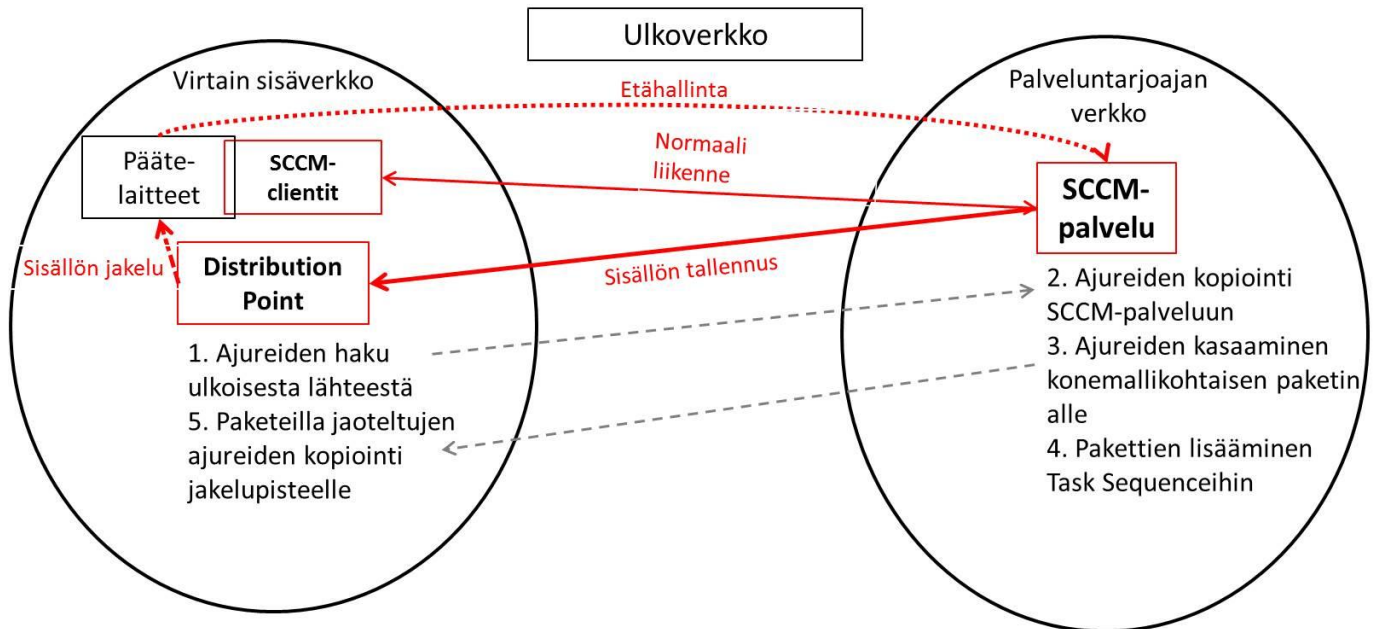 Ulkoverkko
Virtain sisäverkko
Palveluntarjoajan
verkko
Etähallinta
Normaali
liikenne
Pääte-
laitteet
SCCM-
clientit
SCCM-
palvelu
Sisällön jakelu
Distribution
Point
Sisällön tallennus
1. Ajureiden haku
ulkoisesta lähteestä
5. Paketeilla jaoteltujen
ajureiden kopiointi
jakelupisteelle
2. Ajureiden kopiointi
SCCM-palveluun
3. Ajureiden kasaaminen
konemallikohtaisen paketin
alle
4. Pakettien lisääminen
Task Sequenceihin